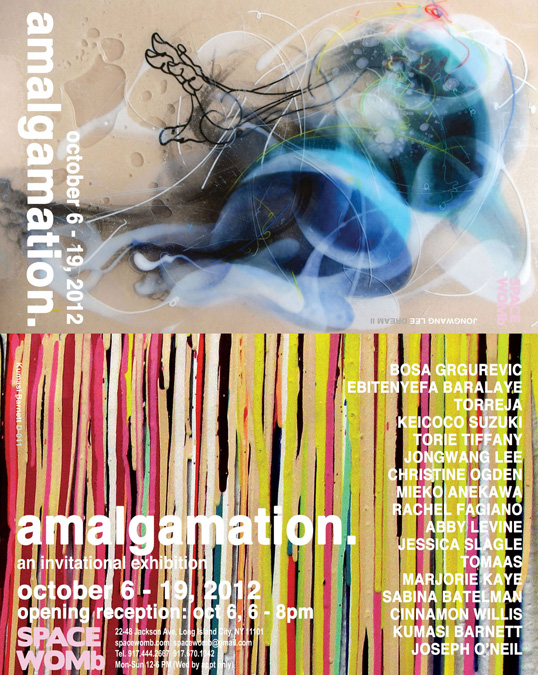 amalgamation.
october 6 - 19, 2012
JONGWANG LEE DREAM II
SPACE
WOMb
Kumasi Barnett C-011
BOSA GRGUREVIC
EBITENYEFA BARALAYE
TORREJA
KEICOCO SUZUKI
TORIE TIFFANY
JONGWANG LEE
CHRISTINE OGDEN
MIEKO ANEKAWA
RACHEL FAGIANO
ABBY LEVINE
JESSICA SLAGLE
TOMAAS
MARJORIE KAYE
SABINA BATELMAN
CINNAMON WILLIS
KUMASI BARNETT
JOSEPH O'NEIL
amalgamation.
an invitational exhibition
october 6 - 19, 2012
opening reception: oct 6, 6 - 8pm
SPACE
WOMb
22-48 Jackson Ave, Long Island City, NY 11101
spacewomb.com spacewomb@gmail.com
Tel. 917.444.2667
Mon-Sun 12-6 PM (Wed by appt only)